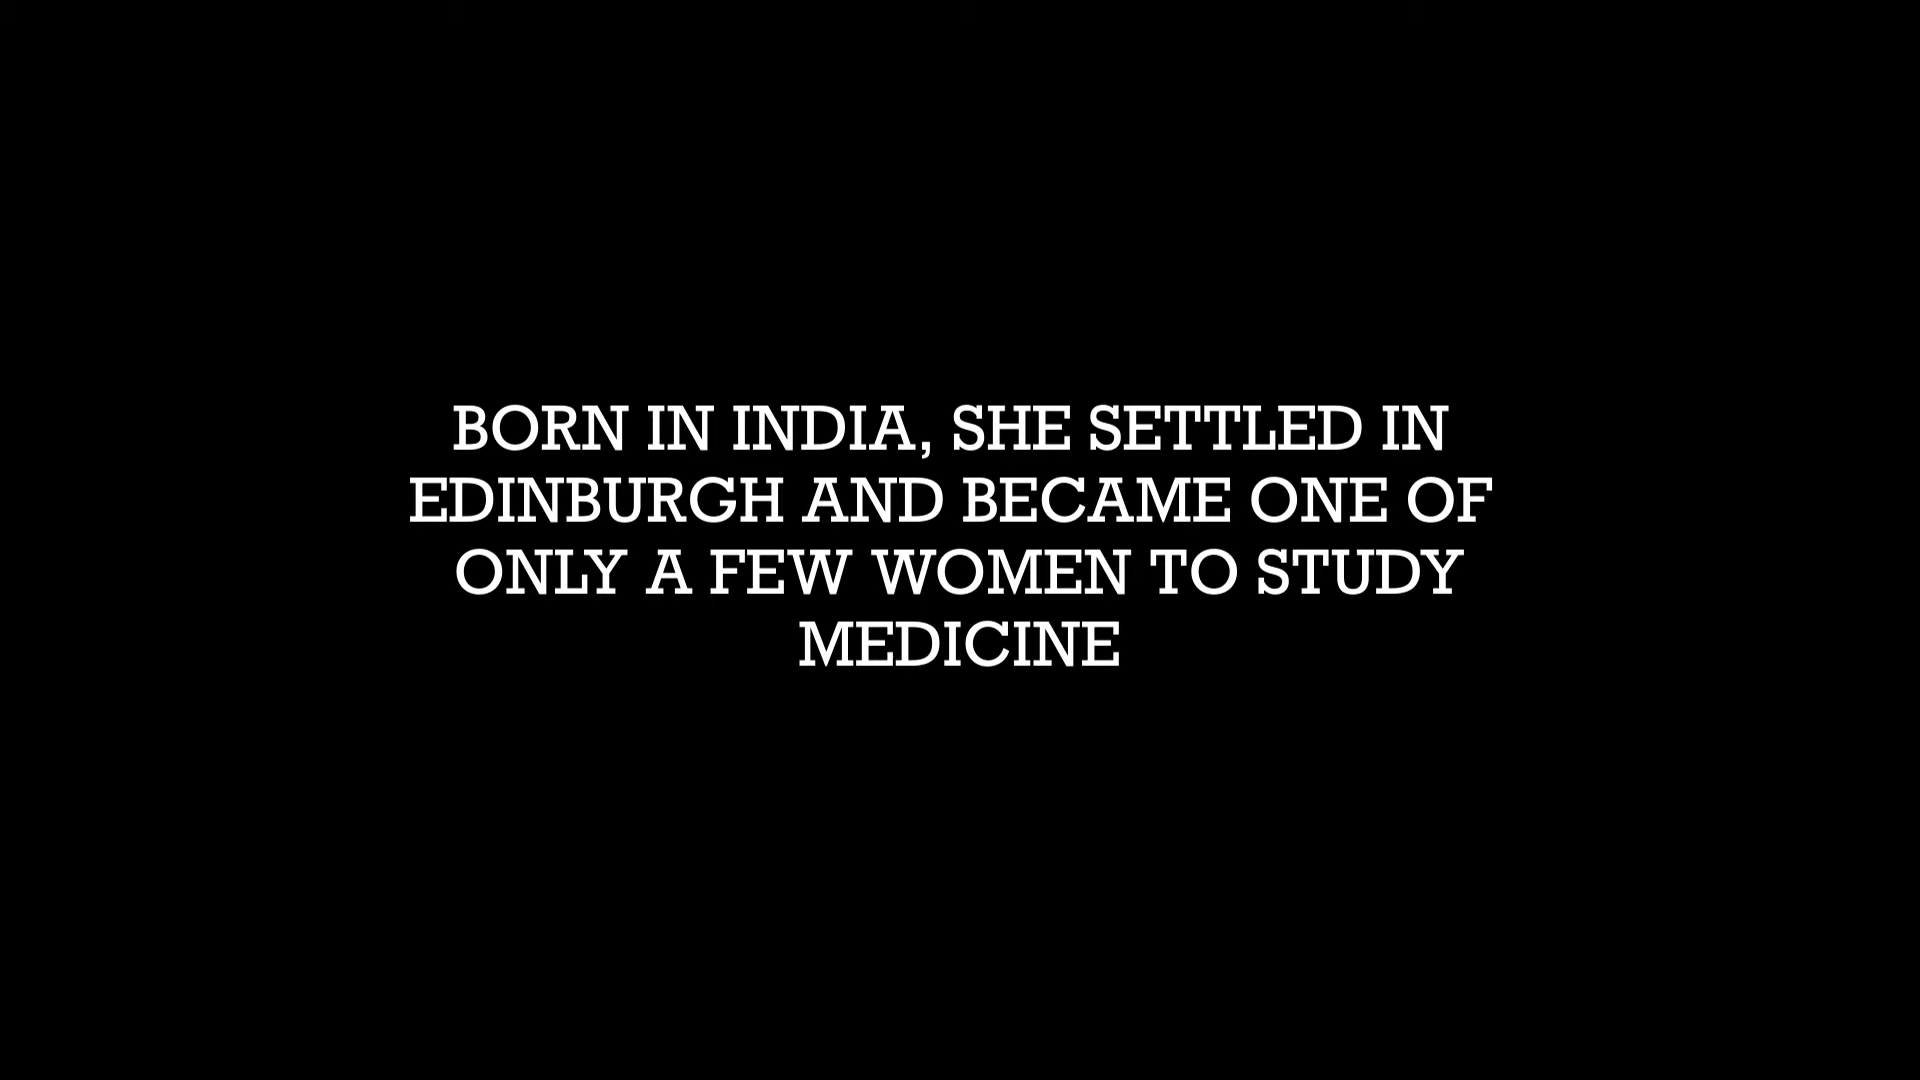 BORN IN INDIA, SHE SETTLED IN
EDINBURGH AND BECAME ONE OF
ONLY A FEW WOMEN TO STUDY
MEDICINE